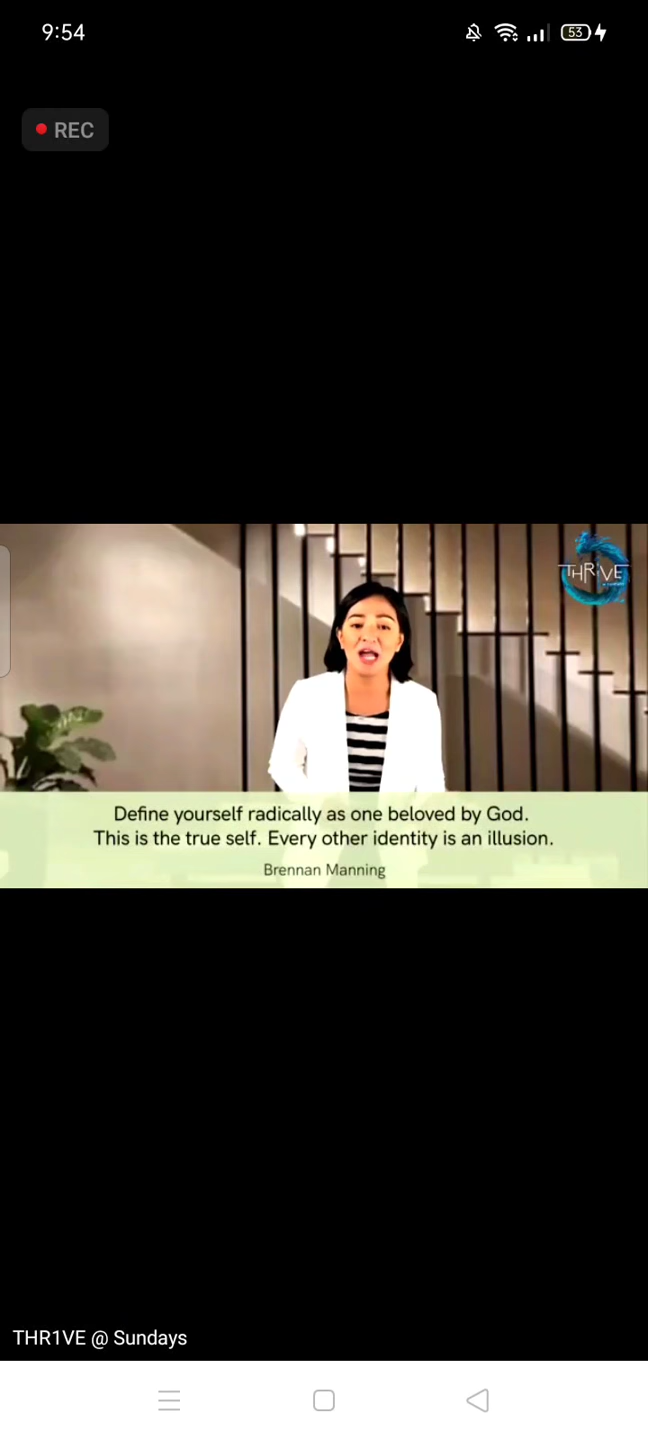 9:54
53
REC
THRIVE
Define yourself radically as one beloved by God.
This is the true self. Every other identity is an illusion.
Brennan Manning
THR1VE @ Sundays